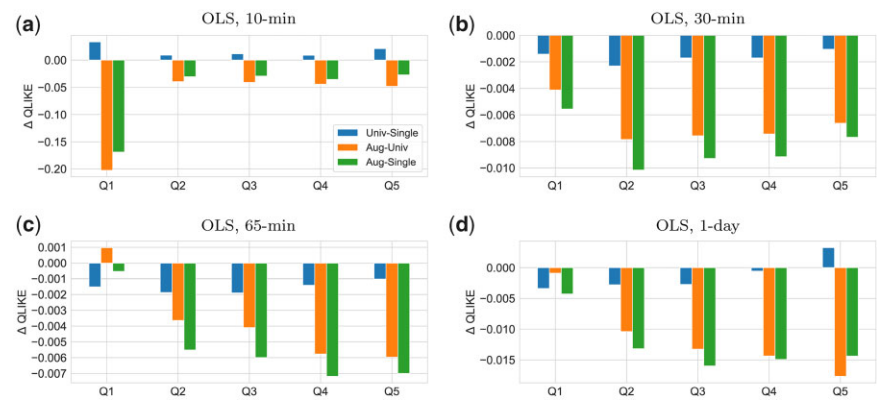 (a)
OLS, 10-min
0.00
−0.05
−0.10
−0.15
−0.20
Δ QLIKE
Univ-Single
Aug-Univ
Aug-Single
Q1 Q2 Q3 Q4 Q5
(b)
OLS, 30-min
0.000
−0.002
−0.004
−0.006
−0.008
−0.010
Δ QLIKE
Q1 Q2 Q3 Q4 Q5
(c)
OLS, 65-min
0.001
0.000
−0.001
−0.002
−0.003
−0.004
−0.005
−0.006
−0.007
Δ QLIKE
Q1 Q2 Q3 Q4 Q5
(d)
OLS, 1-day
0.000
−0.005
−0.010
−0.015
Δ QLIKE
Q1 Q2 Q3 Q4 Q5